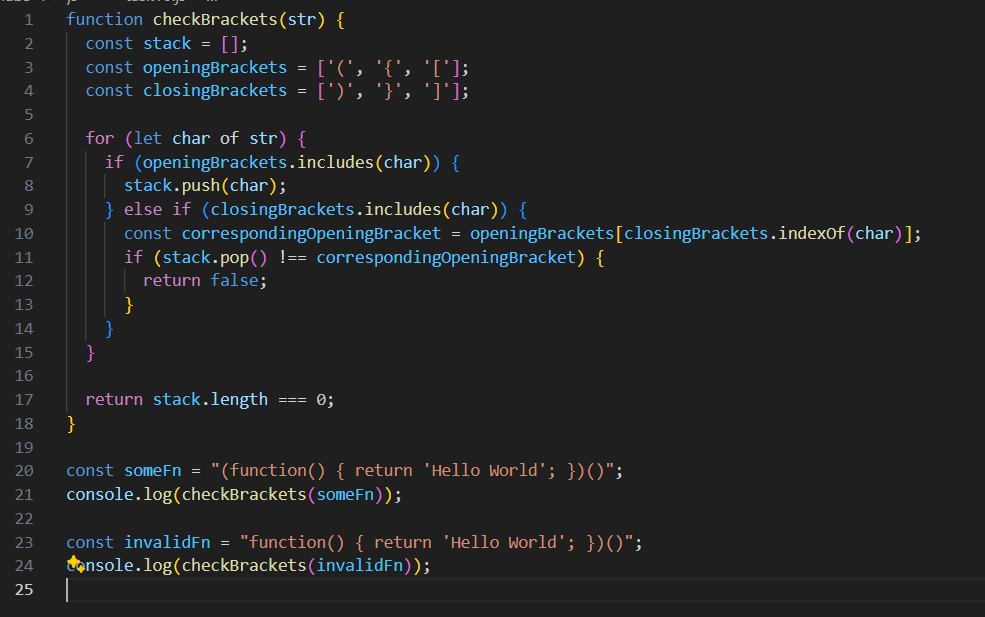 1 function checkBrackets(str) {
2 const stack = [];
3 const openingBrackets = ['(', '{', '['];
4 const closingBrackets = [')', '}', ']'];
5
6 for (let char of str) {
7 if (openingBrackets.includes(char)) {
8 stack.push(char);
9 } else if (closingBrackets.includes(char)) {
10 const correspondingOpeningBracket = openingBrackets[closingBrackets.indexOf(char)];
11 if (stack.pop() !== correspondingOpeningBracket) {
12 return false;
13 }
14 }
15 }
16
17 return stack.length === 0;
18 }
19
20 const someFn = "(function() { return 'Hello World'; })()";
21 console.log(checkBrackets(someFn));
22
23 const invalidFn = "function() { return 'Hello World'; })()";
24 console.log(checkBrackets(invalidFn));
25